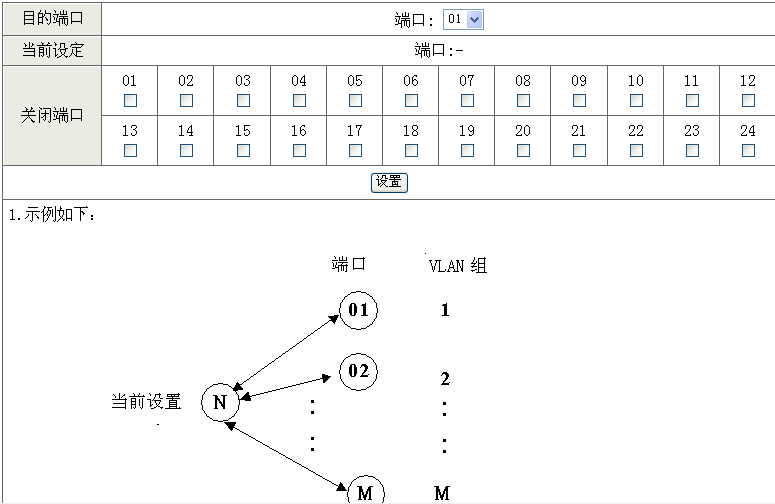 目的端口 端口: 01
当前设定 端口:-
关闭端口
01 02 03 04 05 06 07 08 09 10 11 12
13 14 15 16 17 18 19 20 21 22 23 24
设置
1.示例如下:
端口 VLAN 组
01 1
02 2
当前设置 N
: :
: :
M M